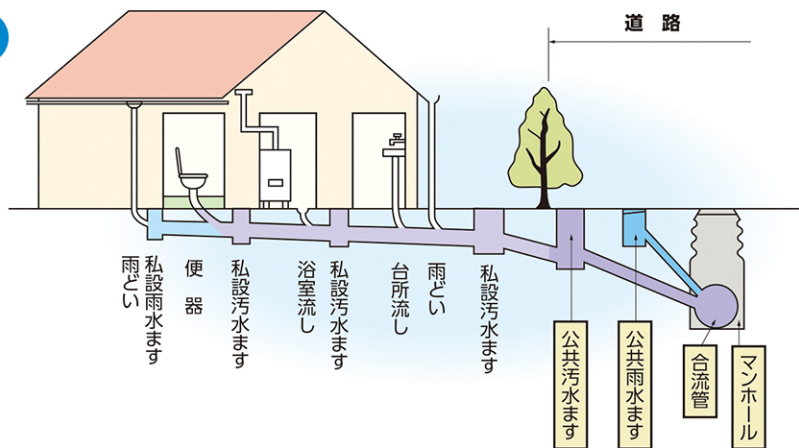 道路
雨どい
私設雨水ます
便器
私設汚水ます
浴室流し
私設汚水ます
台所流し
雨どい
私設汚水ます
公共汚水ます
公共雨水ます
合流管
マンホール